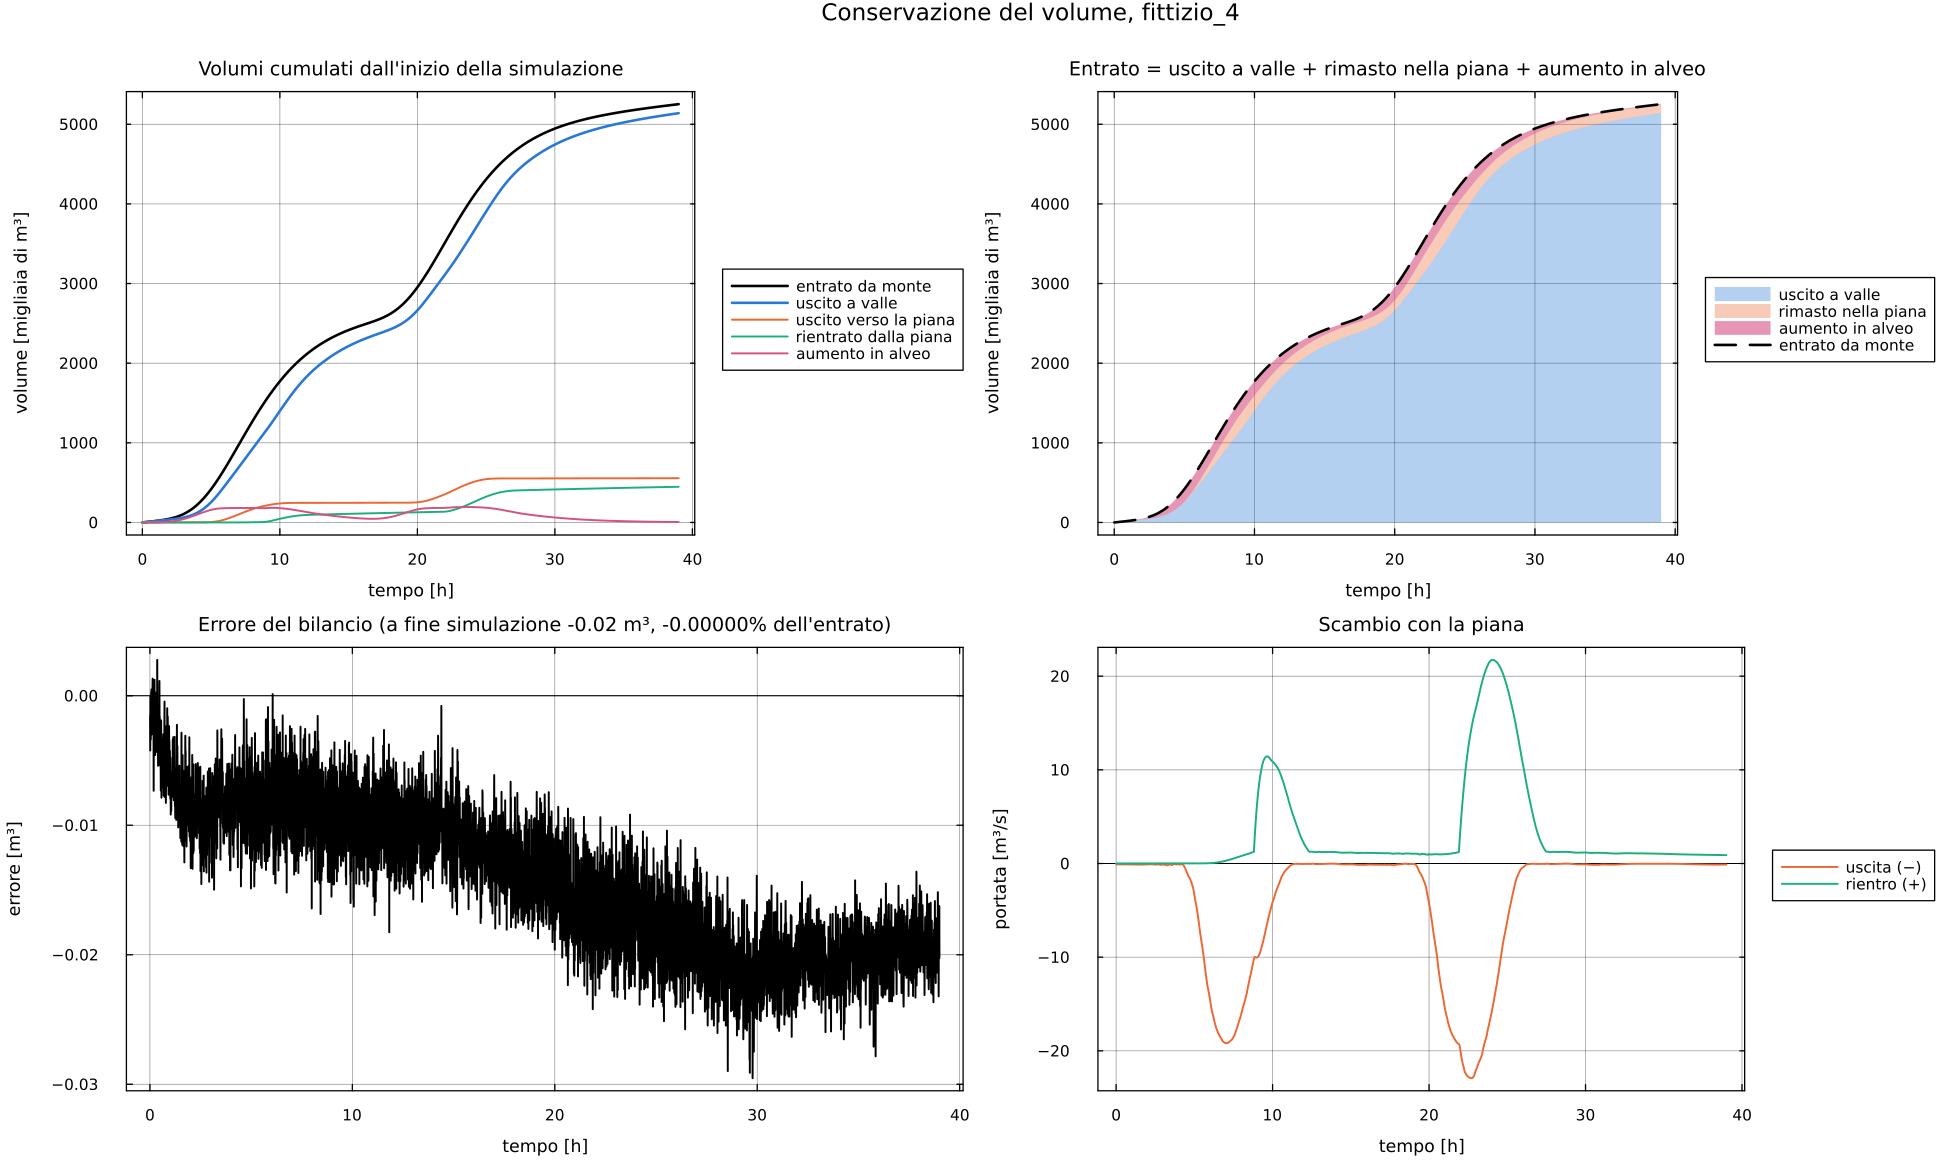 Conservazione del volume, fittizio_4
Volumi cumulati dall'inizio della simulazione
volume [migliaia di m³]
5000
4000
3000
2000
1000
0
0 10 20 30 40
tempo [h]
entrato da monte
uscito a valle
uscito verso la piana
rientrato dalla piana
aumento in alveo
Entrato = uscito a valle + rimasto nella piana + aumento in alveo
volume [migliaia di m³]
5000
4000
3000
2000
1000
0
0 10 20 30 40
tempo [h]
uscito a valle
rimasto nella piana
aumento in alveo
entrato da monte
Errore del bilancio (a fine simulazione -0.02 m³, -0.00000% dell'entrato)
errore [m³]
0.00
−0.01
−0.02
−0.03
0 10 20 30 40
tempo [h]
Scambio con la piana
portata [m³/s]
20
10
0
−10
−20
0 10 20 30 40
tempo [h]
uscita (−)
rientro (+)